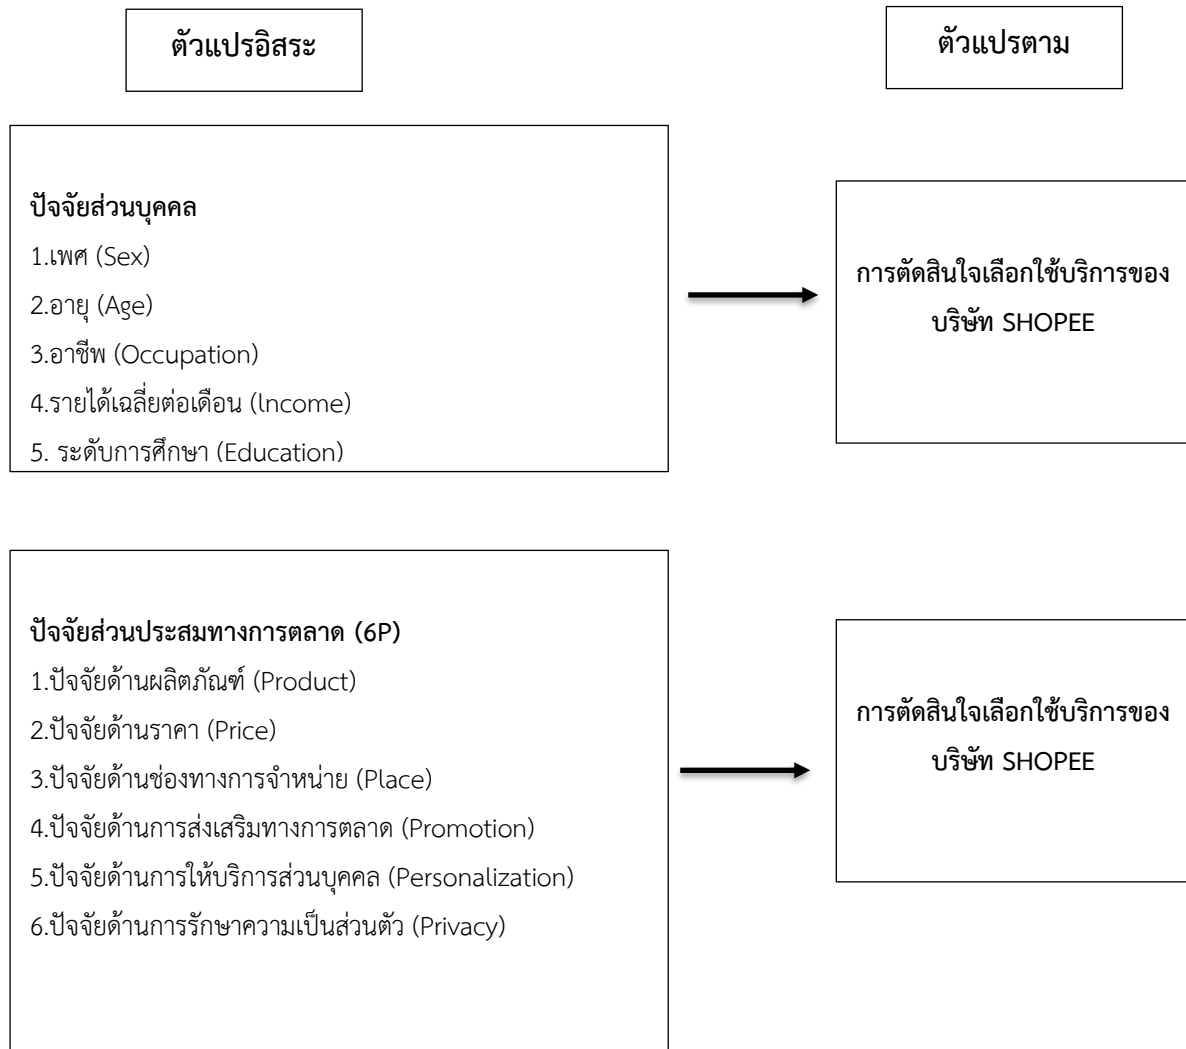 ตัวแปรอิสระ
ตัวแปรตาม
ปัจจัยส่วนบุคคล
1.เพศ (Sex)
2.อายุ (Age)
3.อาชีพ (Occupation)
4.รายได้เฉลี่ยต่อเดือน (lncome)
5. ระดับการศึกษา (Education)
การตัดสินใจเลือกใช้บริการของ
บริษัท SHOPEE
ปัจจัยส่วนประสมทางการตลาด (6P)
1.ปัจจัยด้านผลิตภัณฑ์ (Product)
2.ปัจจัยด้านราคา (Price)
3.ปัจจัยด้านช่องทางการจำหน่าย (Place)
4.ปัจจัยด้านการส่งเสริมทางการตลาด (Promotion)
5.ปัจจัยด้านการให้บริการส่วนบุคคล (Personalization)
6.ปัจจัยด้านการรักษาความเป็นส่วนตัว (Privacy)
การตัดสินใจเลือกใช้บริการของ
บริษัท SHOPEE